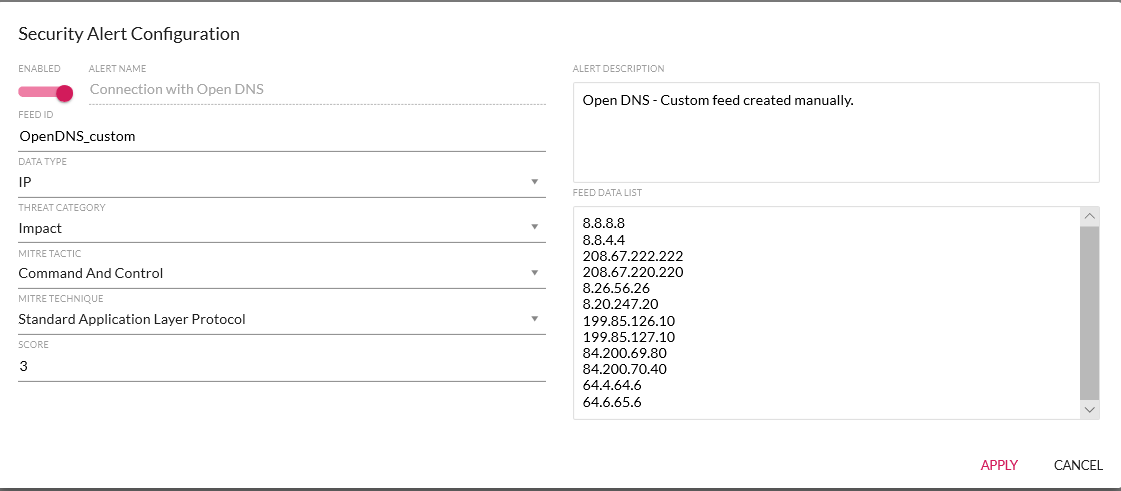 Security Alert Configuration
ENABLED
ALERT NAME
Connection with Open DNS
FEED ID
OpenDNS_custom
DATA TYPE
IP
THREAT CATEGORY
Impact
MITRE TACTIC
Command And Control
MITRE TECHNIQUE
Standard Application Layer Protocol
SCORE
3
ALERT DESCRIPTION
Open DNS - Custom feed created manually.
FEED DATA LIST
8.8.8.8
8.8.4.4
208.67.222.222
208.67.220.220
8.26.56.26
8.20.247.20
199.85.126.10
199.85.127.10
84.200.69.80
84.200.70.40
64.4.64.6
64.6.65.6
APPLY
CANCEL